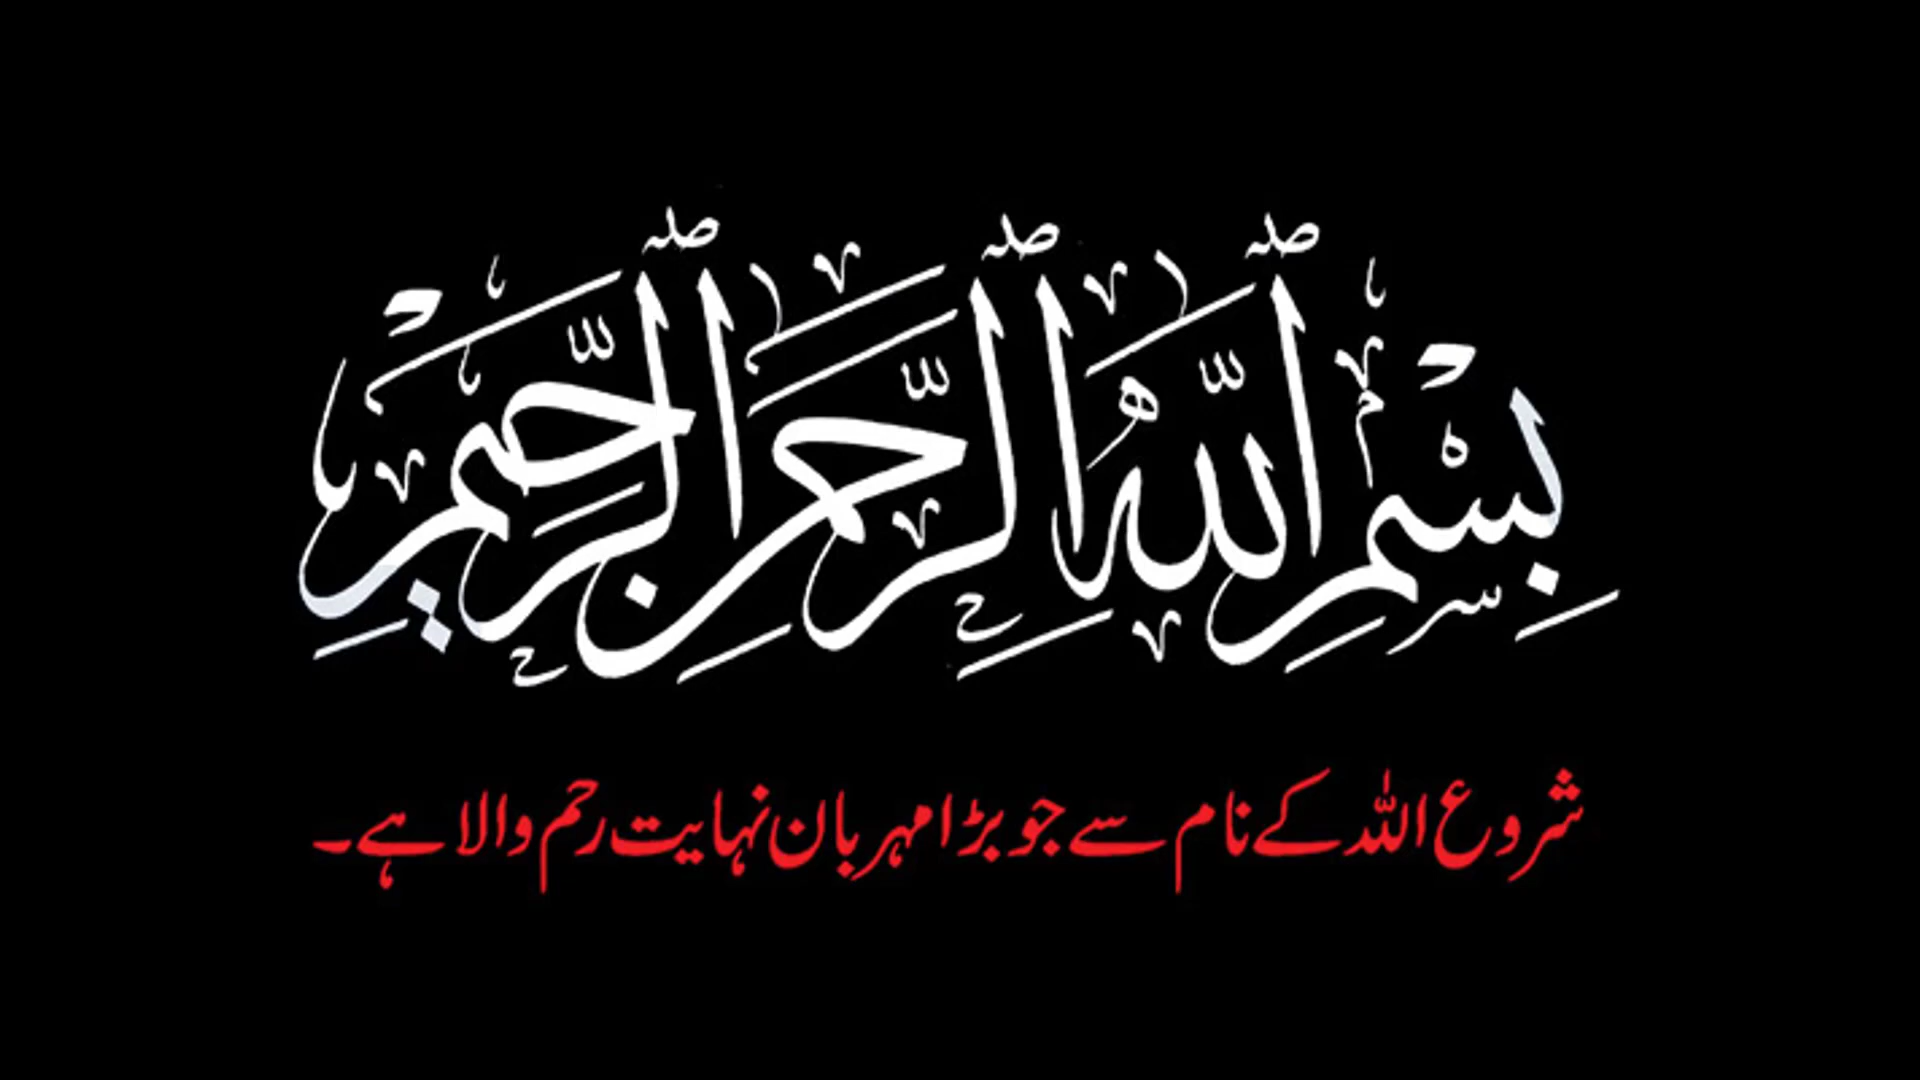 بِسْمِ اللّٰهِ الرَّحْمٰنِ الرَّحِيْمِ
شروع اللہ کے نام سے جو بڑا مہربان نہایت رحم والا ہے۔